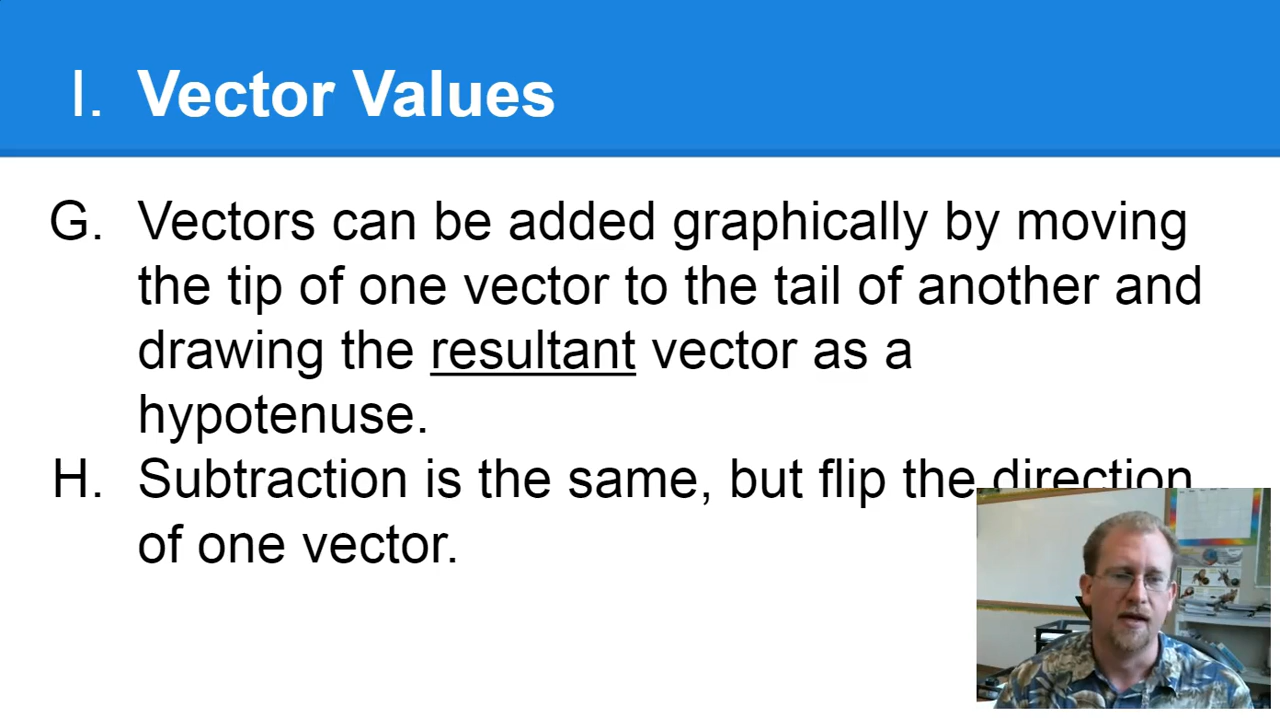 I. Vector Values
G. Vectors can be added graphically by moving
the tip of one vector to the tail of another and
drawing the resultant vector as a
hypotenuse.
H. Subtraction is the same, but flip the direction
of one vector.